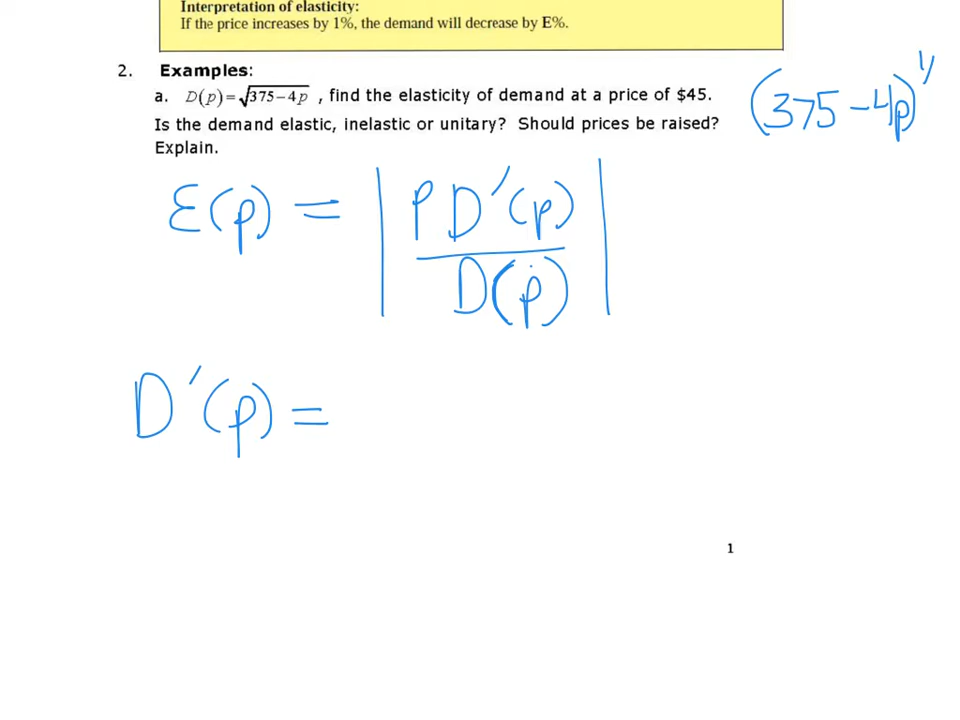 Interpretation of elasticity:
If the price increases by 1%, the demand will decrease by E%.
2. Examples:
a. D(p)=√375−4p , find the elasticity of demand at a price of $45.
Is the demand elastic, inelastic or unitary? Should prices be raised?
Explain.
(375−4p)^1/
E(p) = | PD'(p) / D(p) |
D'(p) =
1